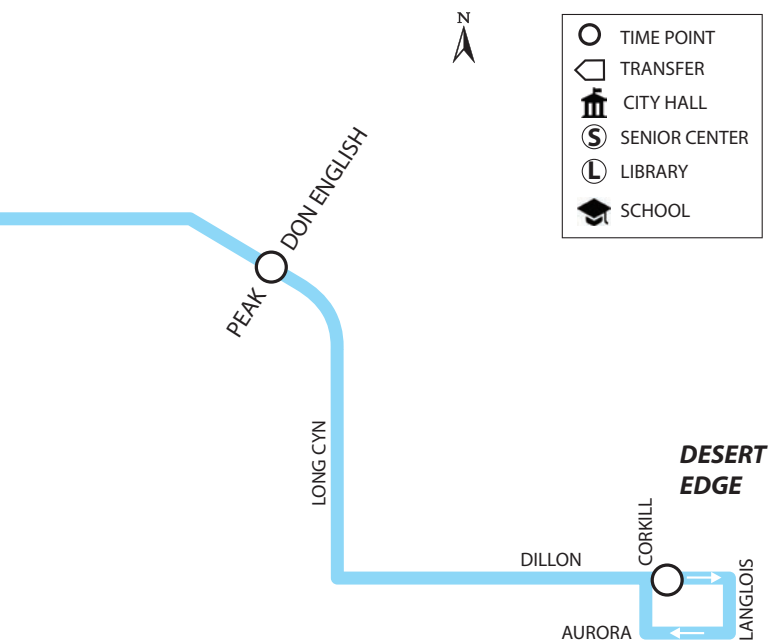 N
TIME POINT
TRANSFER
CITY HALL
S SENIOR CENTER
L LIBRARY
SCHOOL
DON ENGLISH
PEAK
LONG CYN
DESERT
EDGE
CORKILL
DILLON
LANGLOIS
AURORA